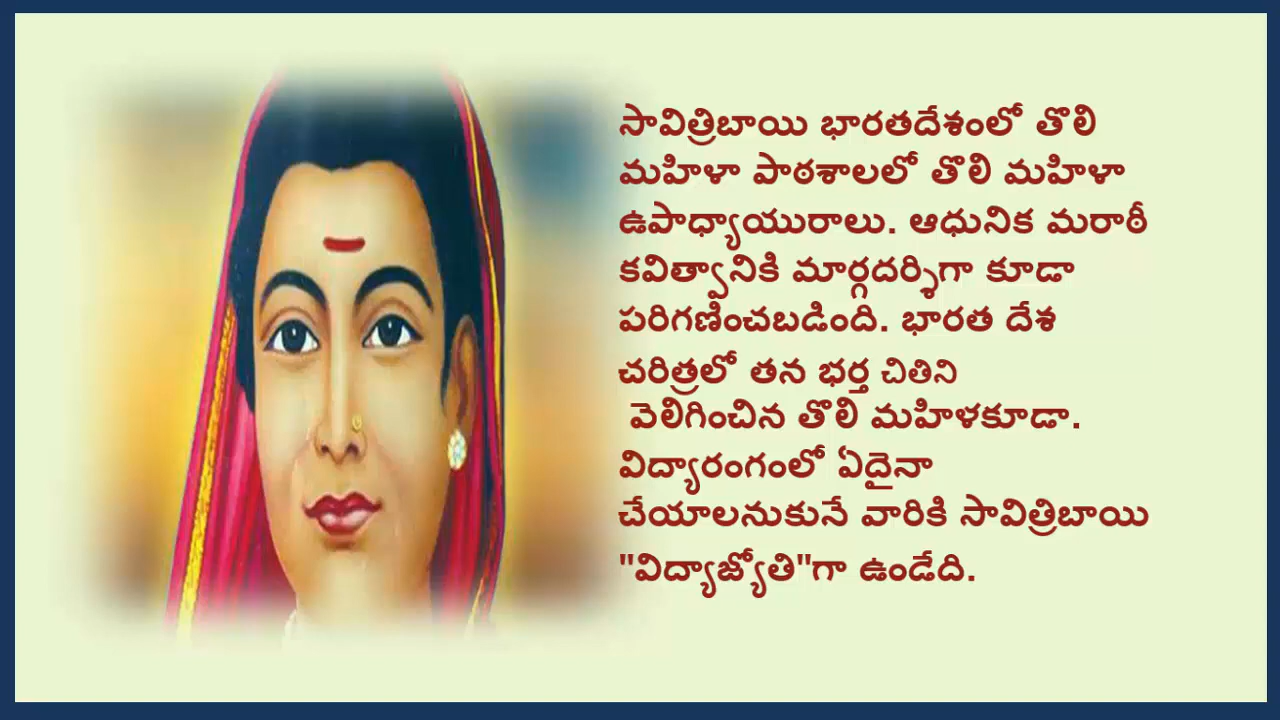 సావిత్రిబాయి భారతదేశంలో తొలి
మహిళా పాఠశాలలో తొలి మహిళా
ఉపాధ్యాయురాలు. ఆధునిక మరాఠీ
కవిత్వానికి మార్గదర్శిగా కూడా
పరిగణించబడింది. భారత దేశ
చరిత్రలో తన భర్త చితిని
వెలిగించిన తొలి మహిళకూడా.
విద్యారంగంలో ఏదైనా
చేయాలనుకునే వారికి సావిత్రిబాయి
"విద్యాజ్యోతి"గా ఉండేది.